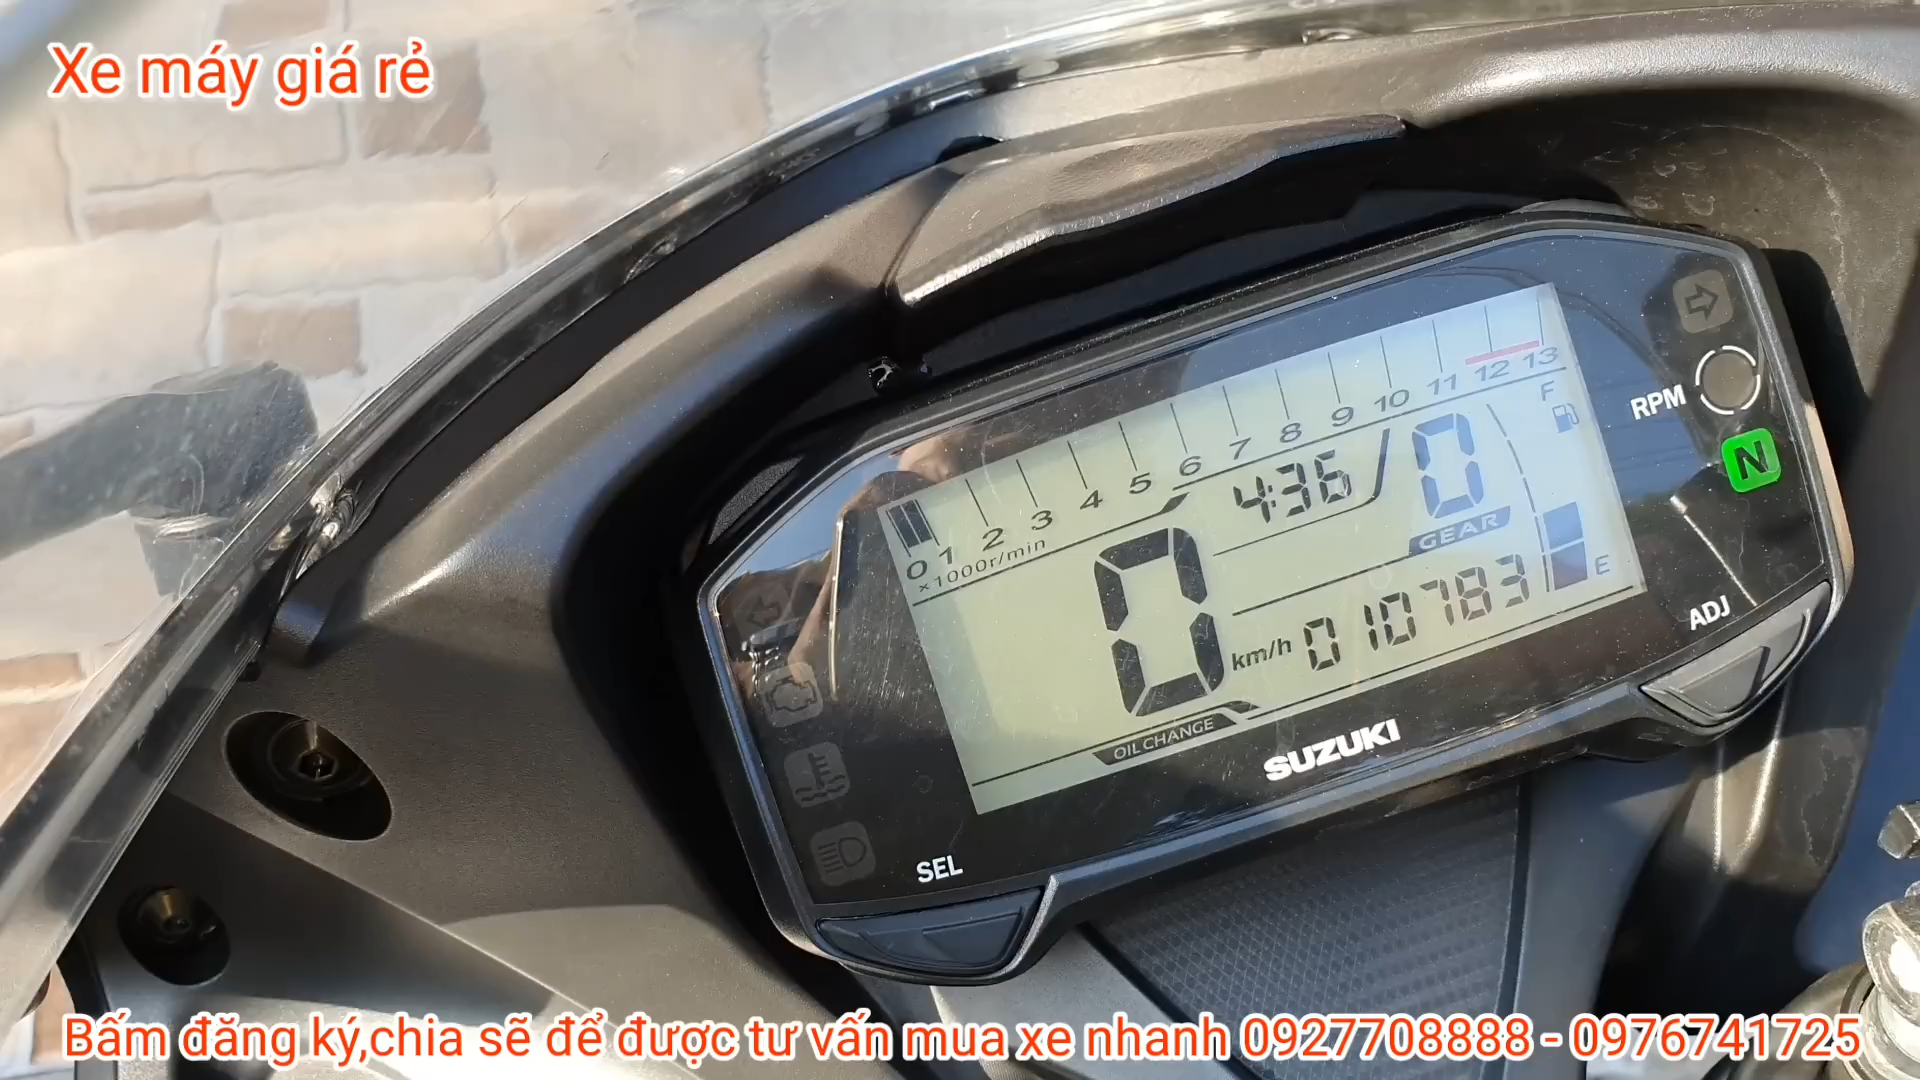 Xe máy giá rẻ
0 1 2 3 4 5 6 7 8 9 10 11 12 13
x1000r/min
4:36
0
GEAR
F
E
0
km/h
010783
OIL CHANGE
SUZUKI
RPM
N
ADJ
SEL
Bấm đăng ký,chia sẽ để được tư vấn mua xe nhanh 0927708888 - 0976741725